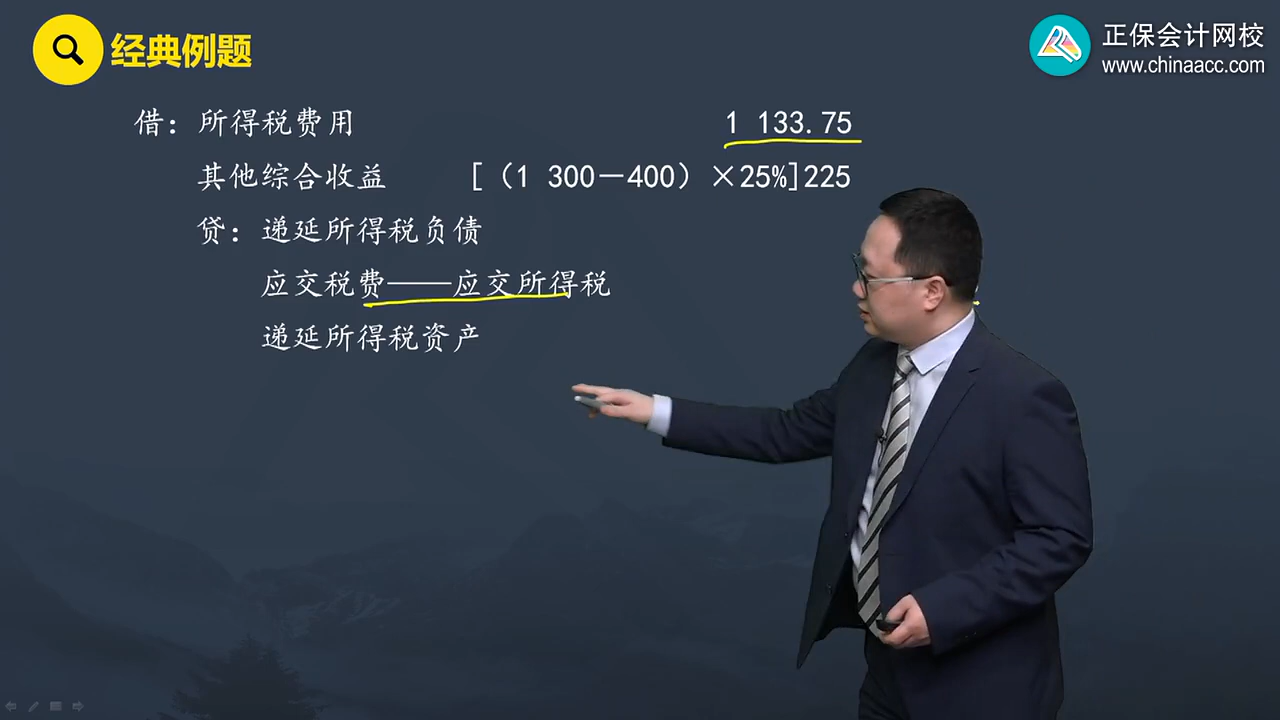 经典例题
正保会计网校
www.chinaacc.com
借：所得税费用 1 133.75
其他综合收益 [（1 300－400）×25%]225
贷：递延所得税负债
应交税费——应交所得税
递延所得税资产